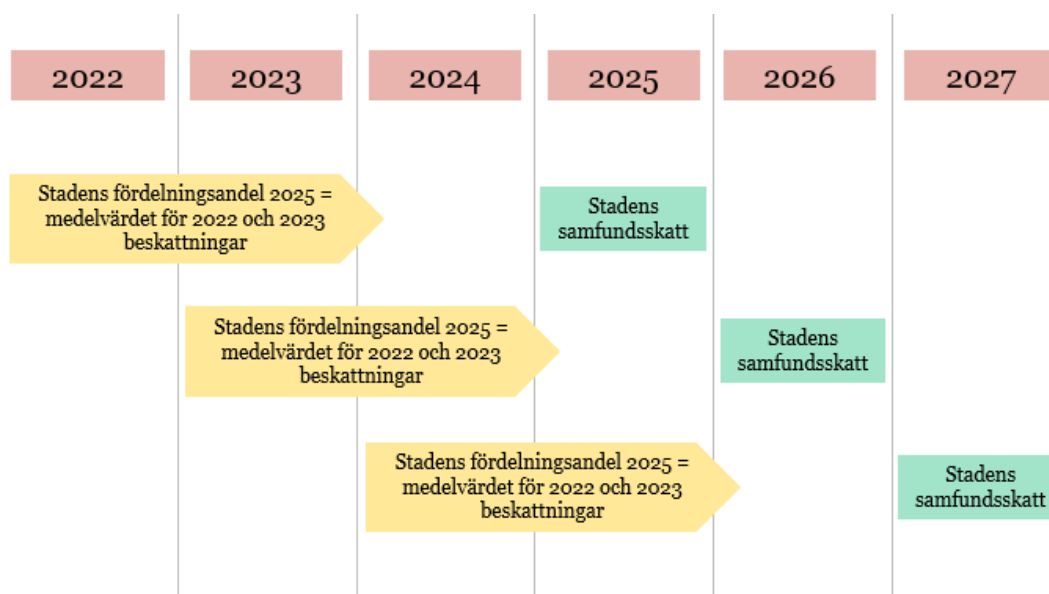 2022
2023
2024
2025
2026
2027
Stadens fördelningsandel 2025 =
medelvärdet för 2022 och 2023
beskattningar
Stadens
samfundsskatt
Stadens fördelningsandel 2025 =
medelvärdet för 2022 och 2023
beskattningar
Stadens
samfundsskatt
Stadens fördelningsandel 2025 =
medelvärdet för 2022 och 2023
beskattningar
Stadens
samfundsskatt